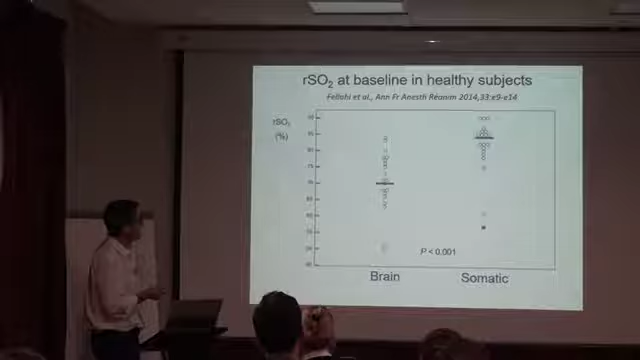 rSO₂ at baseline in healthy subjects
Fellahi et al., Ann Fr Anesth Réanim 2014;33:e9-e14
rSO₂
(%)
P < 0.001
Brain Somatic